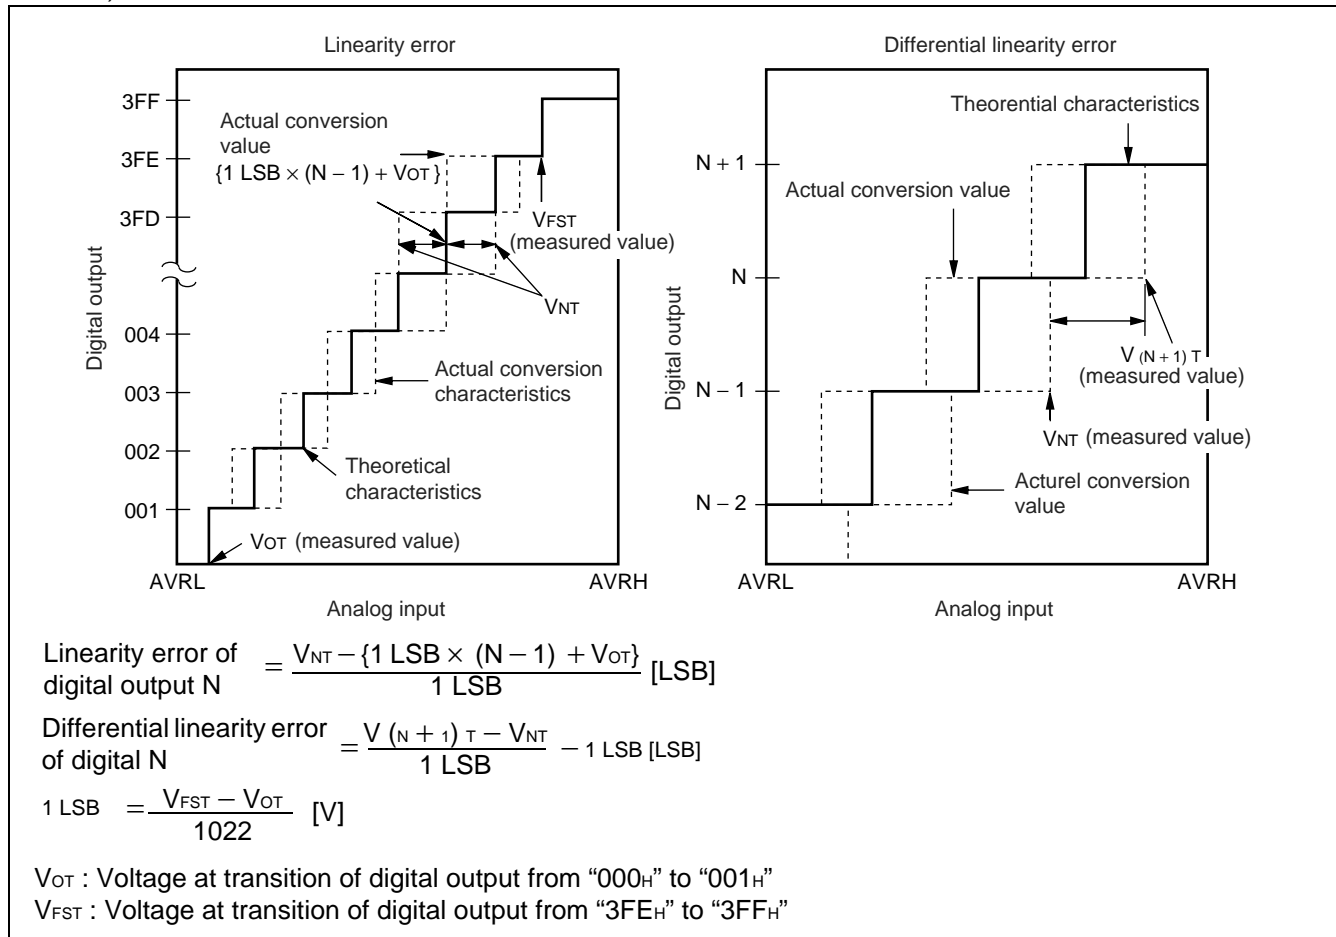 Linearity error
3FF
3FE
3FD
004
003
002
001
Digital output
Actual conversion
value
{1 LSB × (N − 1) + VOT}
VFST
(measured value)
VNT
Actual conversion
characteristics
Theoretical
characteristics
VOT (measured value)
AVRL
AVRH
Analog input
Differential linearity error
Theorential characteristics
N + 1
N
N − 1
N − 2
Digital output
Actual conversion value
V (N + 1) T
(measured value)
VNT (measured value)
Acturel conversion
value
AVRL
AVRH
Analog input
Linearity error of
digital output N
= VNT − {1 LSB × (N − 1) + VOT}
1 LSB
[LSB]
Differential linearity error
of digital N
= V (N + 1) T − VNT
1 LSB
− 1 LSB [LSB]
1 LSB = VFST − VOT
1022
[V]
VOT : Voltage at transition of digital output from “000H” to “001H”
VFST : Voltage at transition of digital output from “3FEH” to “3FFH”